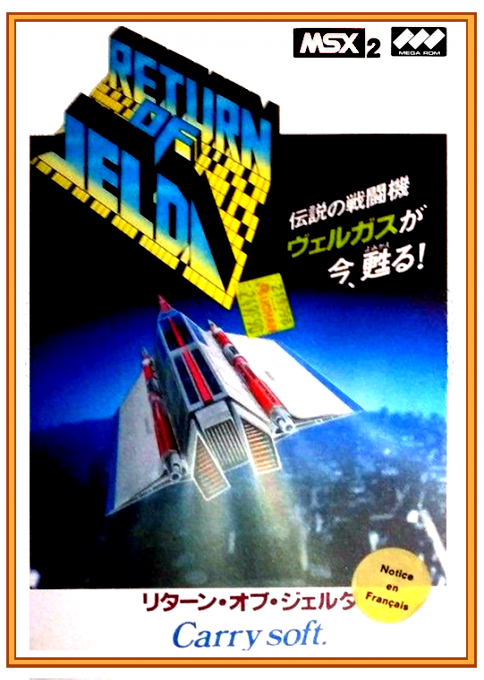 MSX 2
MEGA ROM
RETURN
OF
JELDA
伝説の戦闘機
ヴェルガスが
今、甦る!
リターン・オブ・ジェルダ
Notice
en
Français
Carry soft.